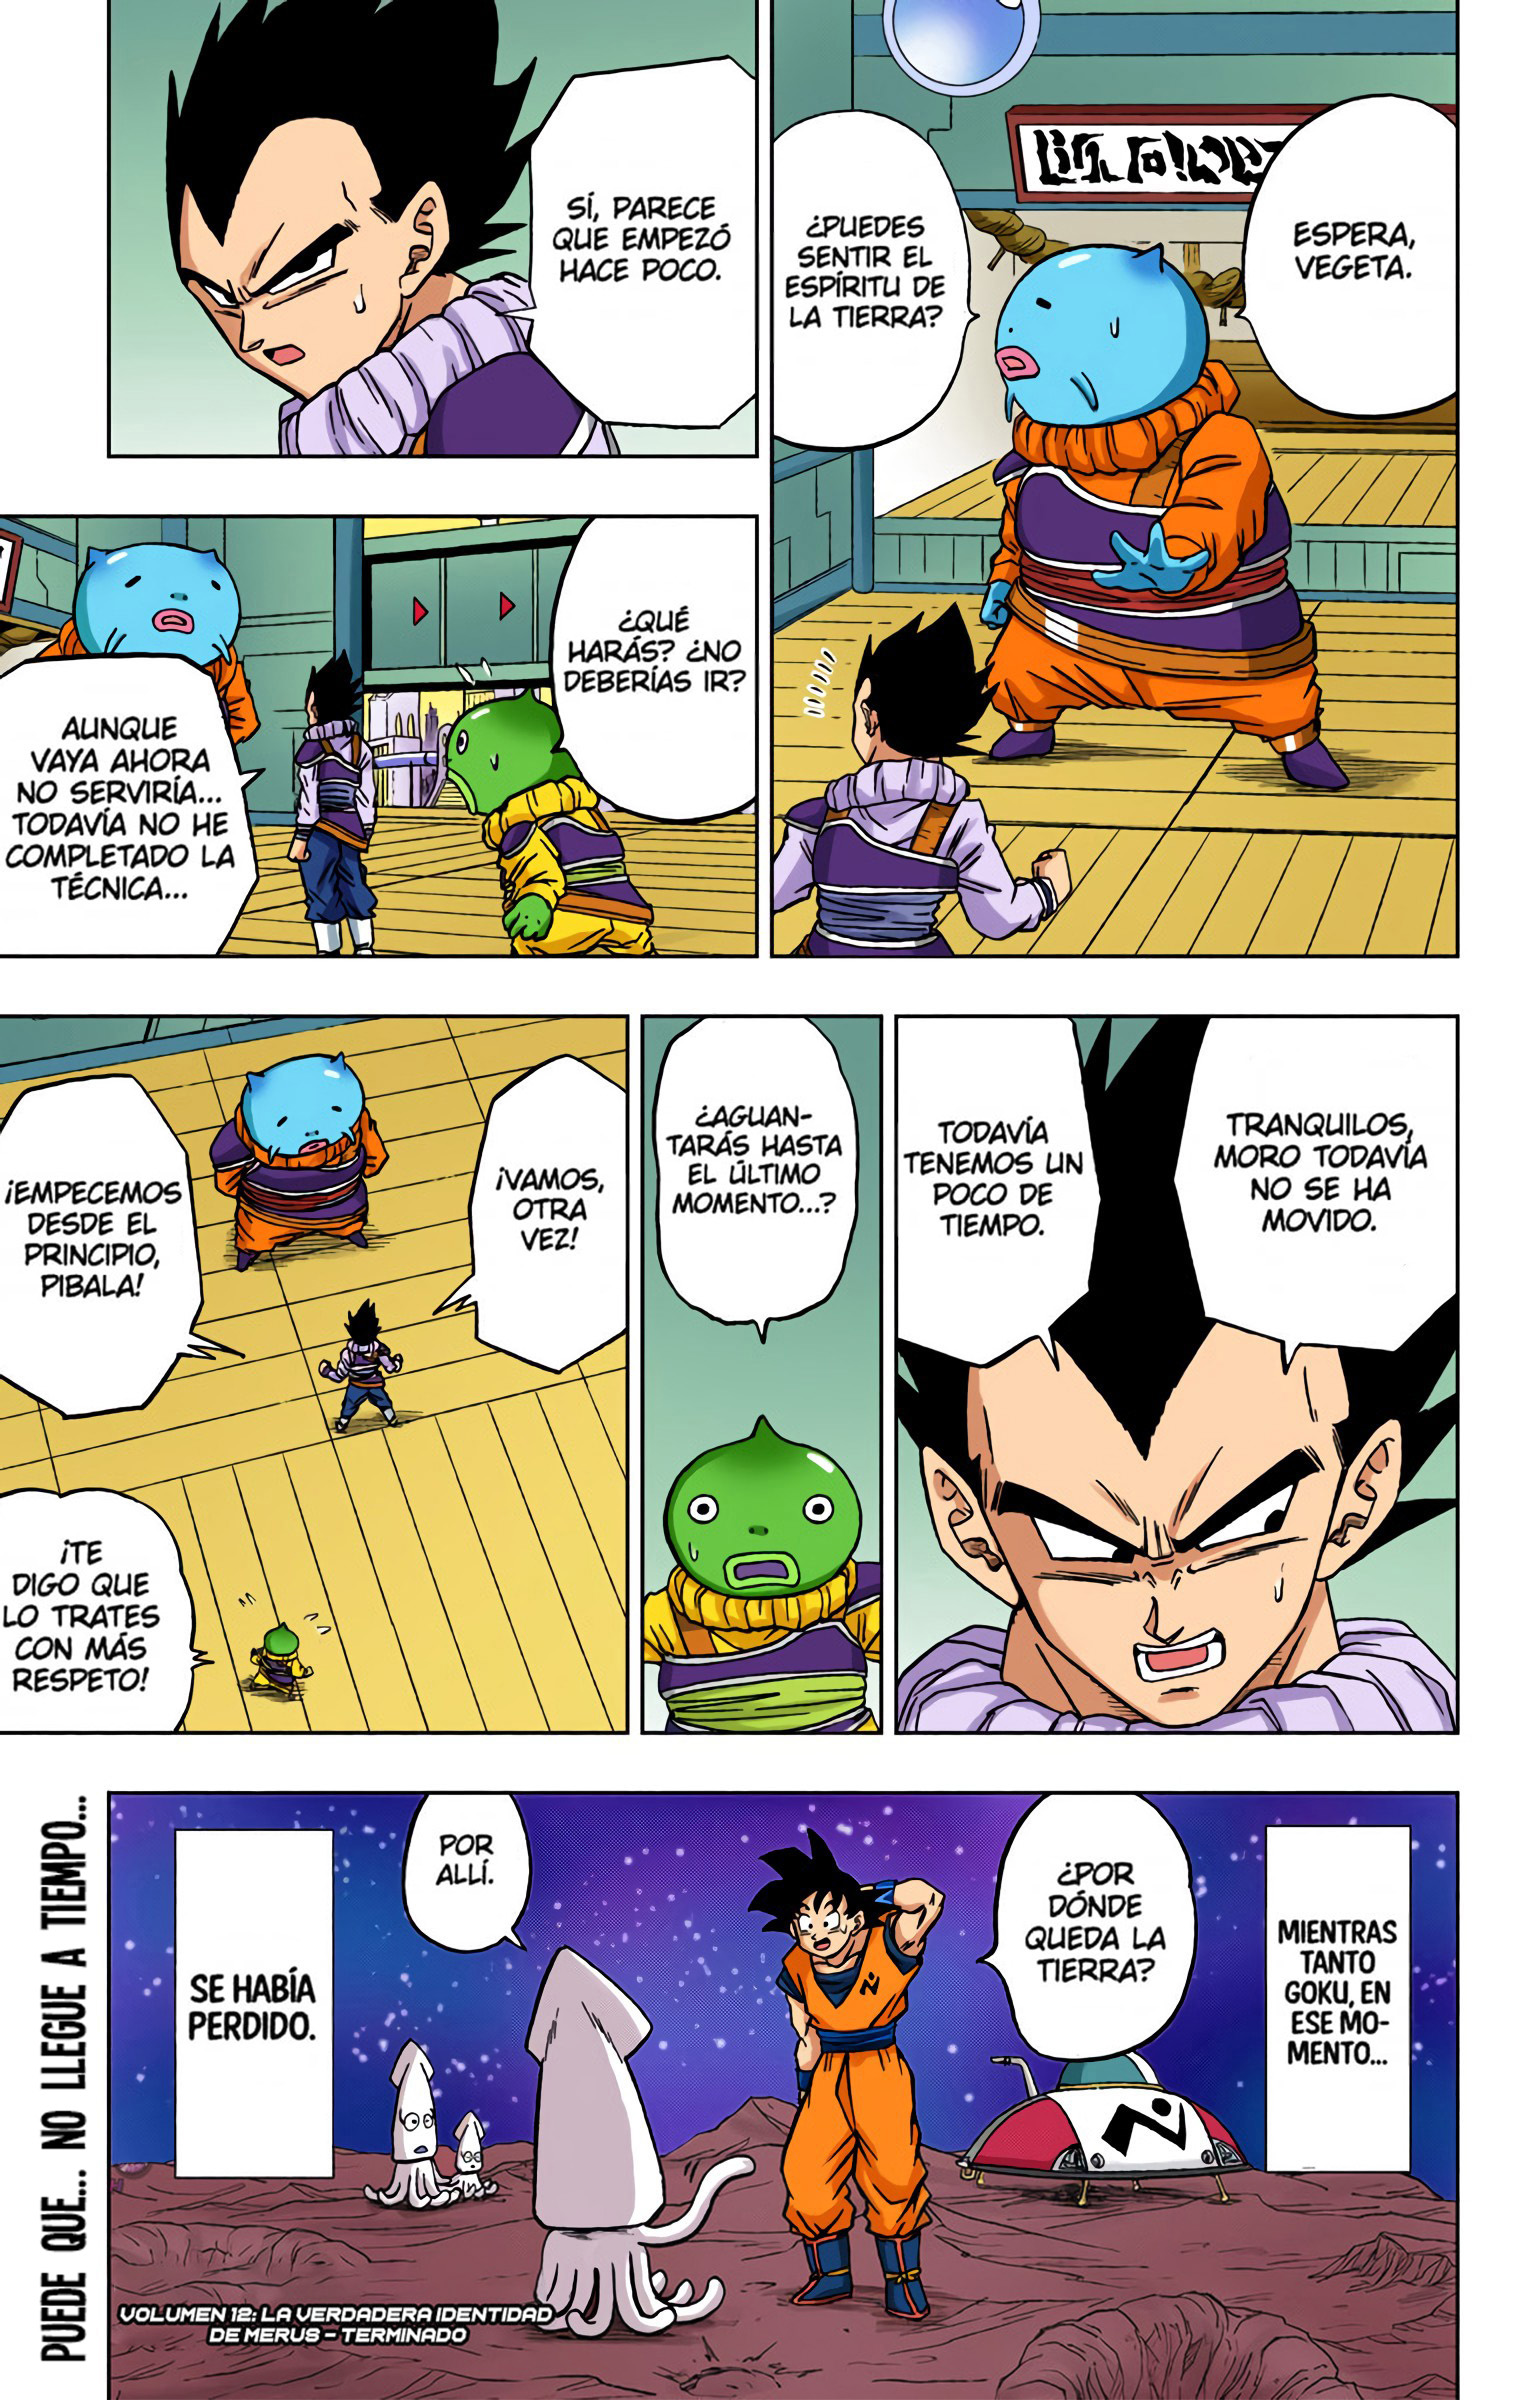 ESPERA,
VEGETA.
¿PUEDES
SENTIR EL
ESPÍRITU DE
LA TIERRA?
SÍ, PARECE
QUE EMPEZÓ
HACE POCO.
¿QUÉ
HARÁS? ¿NO
DEBERÍAS IR?
AUNQUE
VAYA AHORA
NO SERVIRÍA...
TODAVÍA NO HE
COMPLETADO LA
TÉCNICA...
TRANQUILOS,
MORO TODAVÍA
NO SE HA
MOVIDO.
TODAVÍA
TENEMOS UN
POCO DE
TIEMPO.
¿AGUAN-
TARÁS HASTA
EL ÚLTIMO
MOMENTO...?
¡VAMOS,
OTRA
VEZ!
¡EMPECEMOS
DESDE EL
PRINCIPIO,
PIBALA!
¡TE
DIGO QUE
LO TRATES
CON MÁS
RESPETO!
MIENTRAS
TANTO
GOKU, EN
ESE MO-
MENTO...
¿POR
DÓNDE
QUEDA LA
TIERRA?
POR
ALLÍ.
SE HABÍA
PERDIDO.
PUEDE QUE... NO LLEGUE A TIEMPO...
VOLUMEN 12: LA VERDADERA IDENTIDAD
DE MERUS - TERMINADO